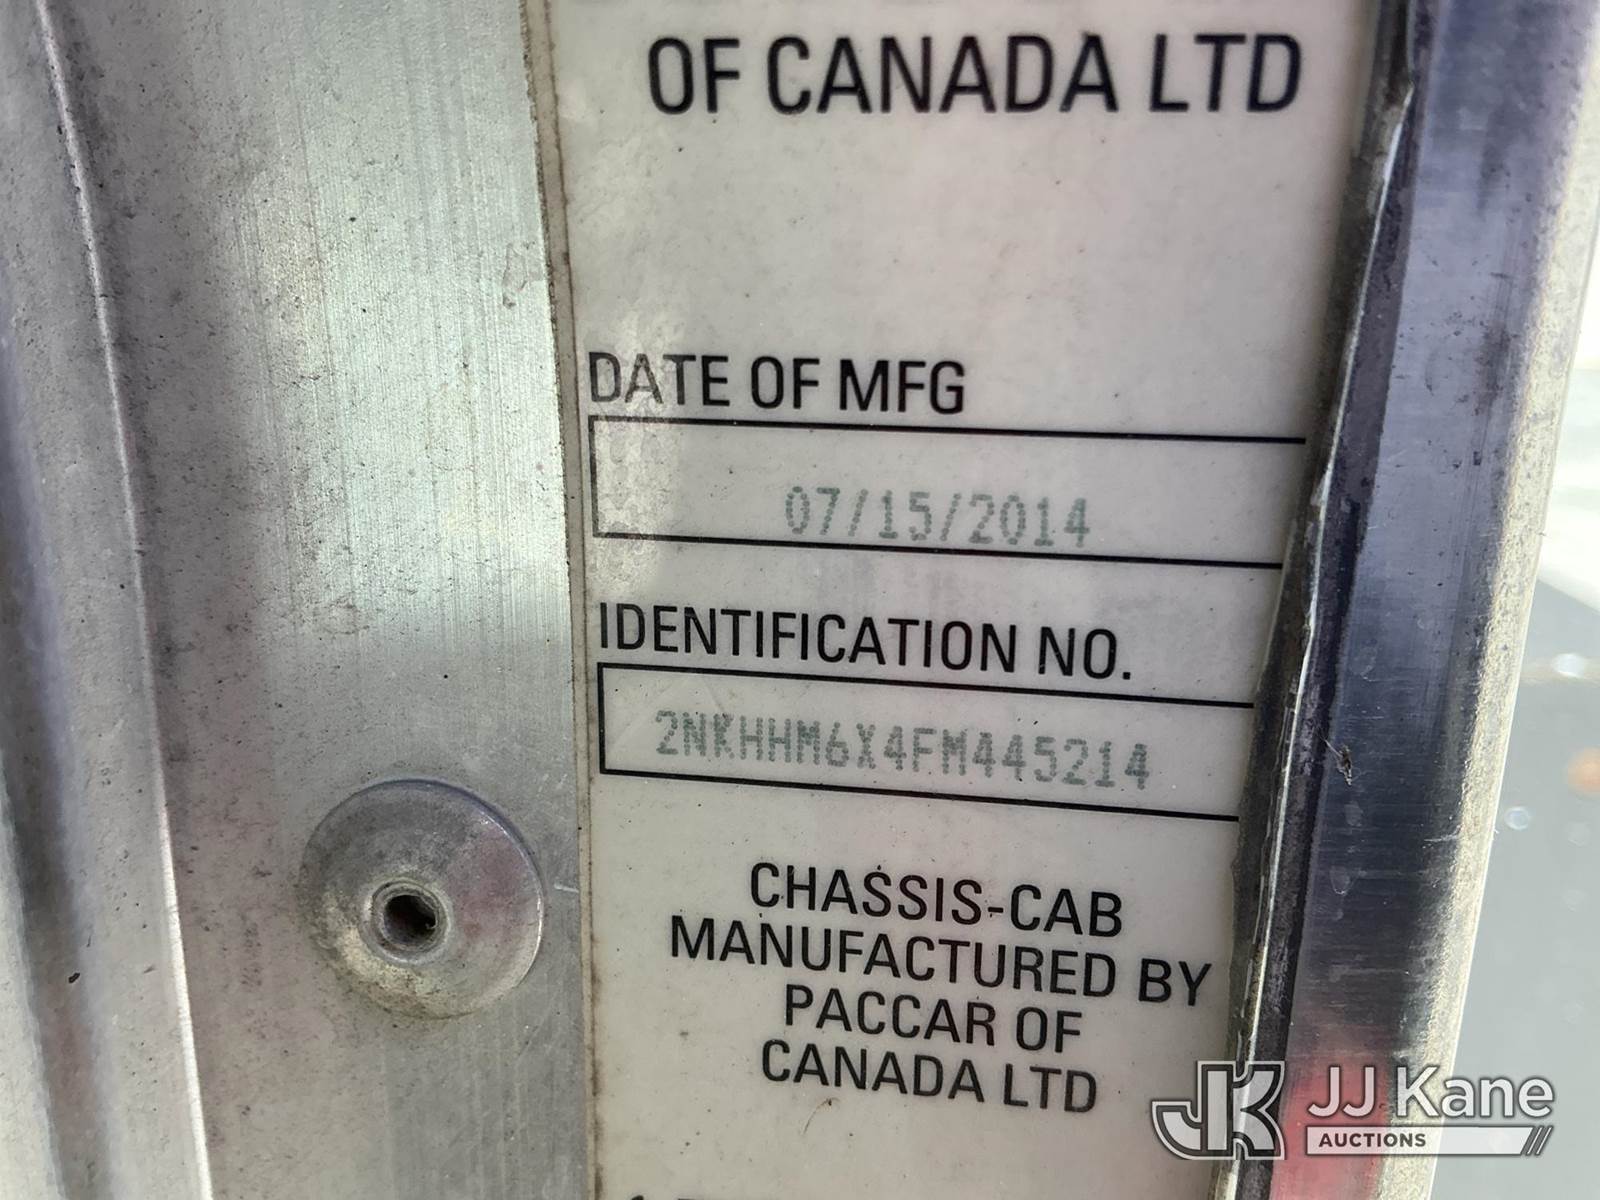 OF CANADA LTD
DATE OF MFG
07/15/2014
IDENTIFICATION NO.
2NKHHM6X4FM445214
CHASSIS-CAB
MANUFACTURED BY
PACCAR OF
CANADA LTD
JK JJ Kane
AUCTIONS